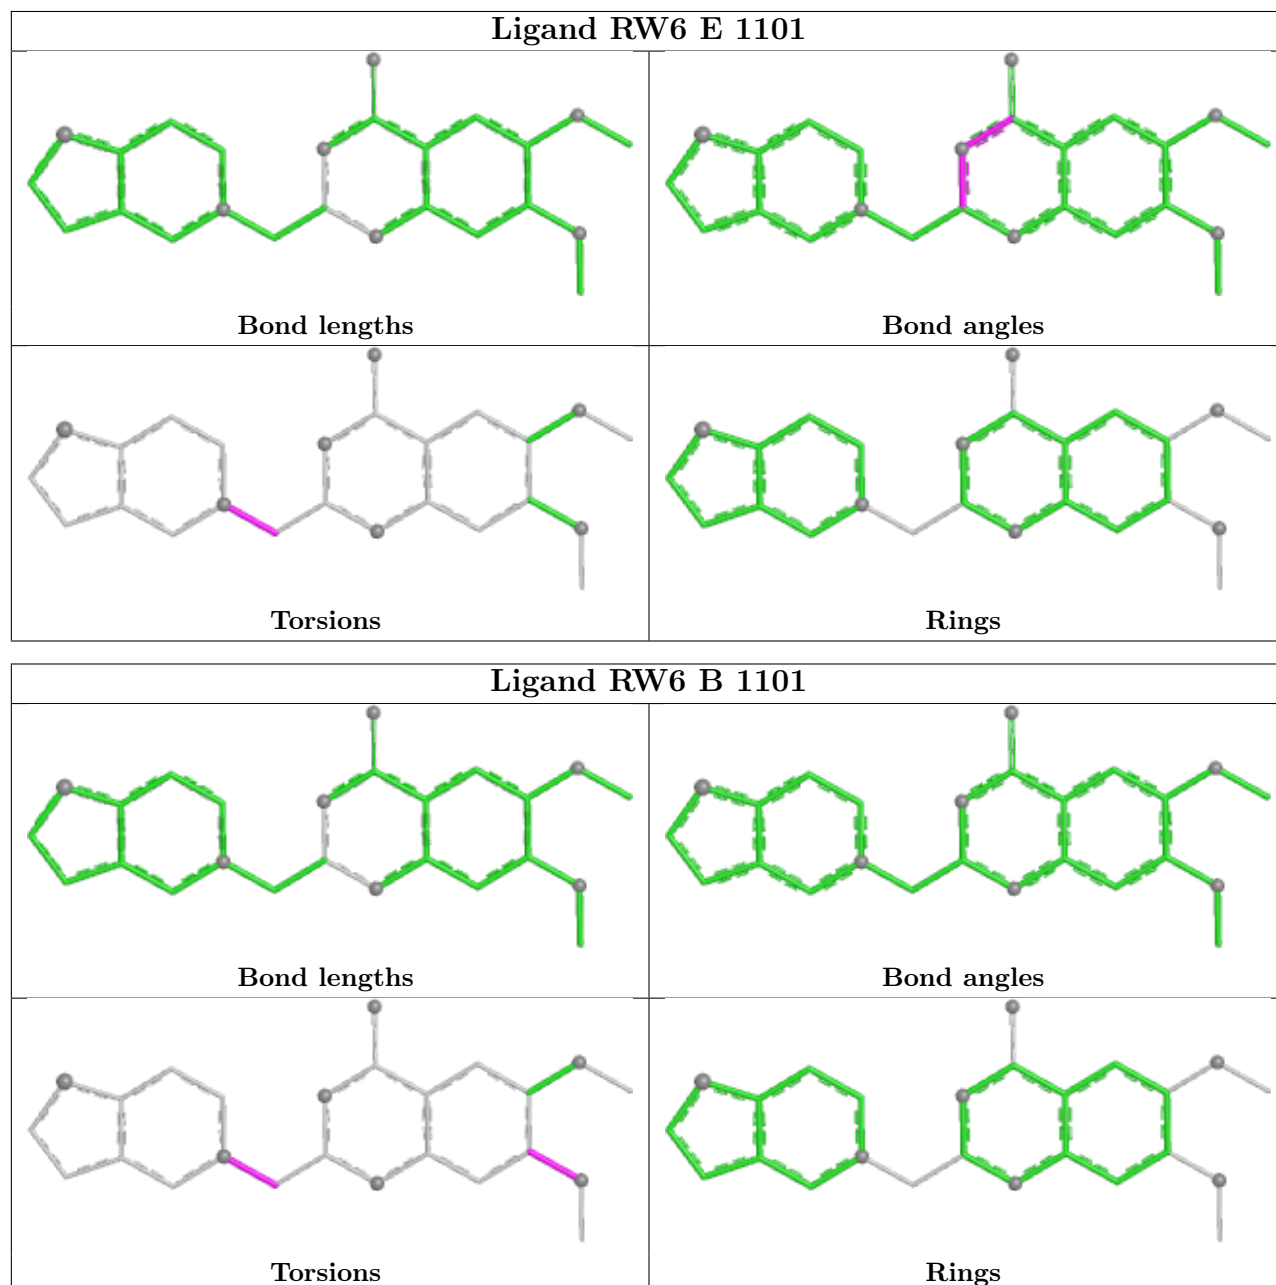 Ligand RW6 E 1101
Bond lengths
Bond angles
Torsions
Rings
Ligand RW6 B 1101
Bond lengths
Bond angles
Torsions
Rings